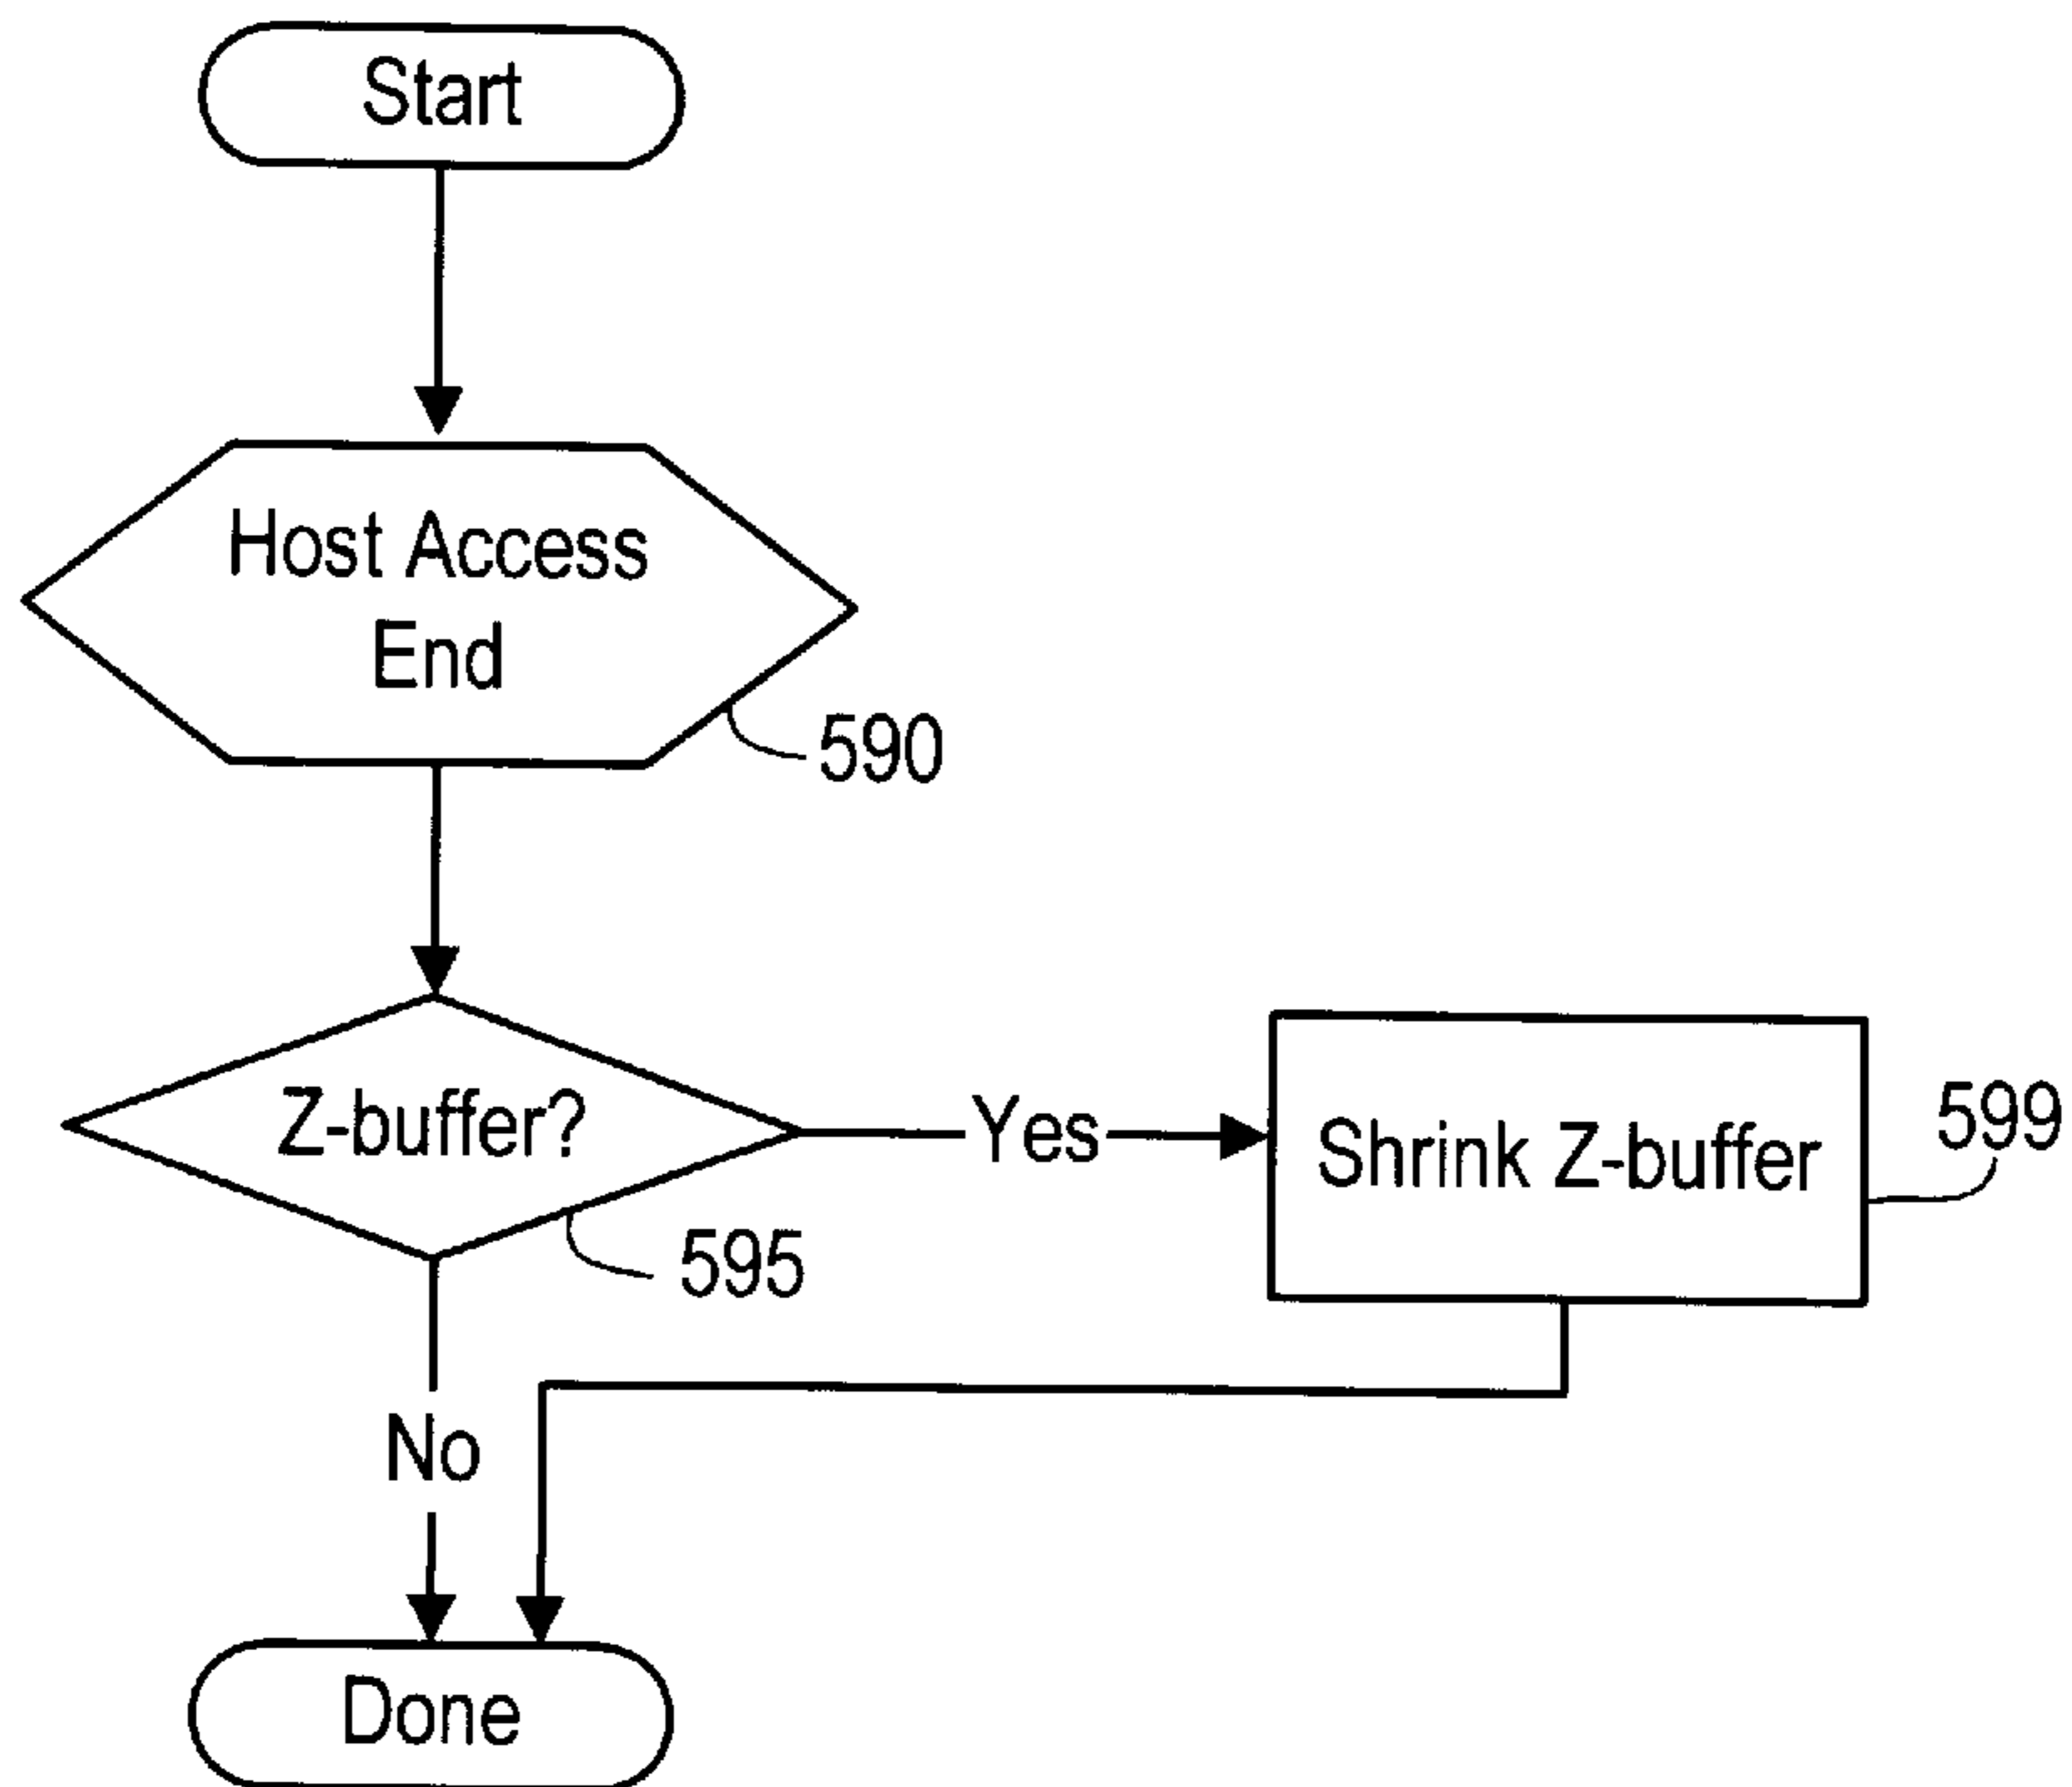 Start
Host Access
End
590
Z-buffer?
Yes
Shrink Z-buffer
599
595
No
Done